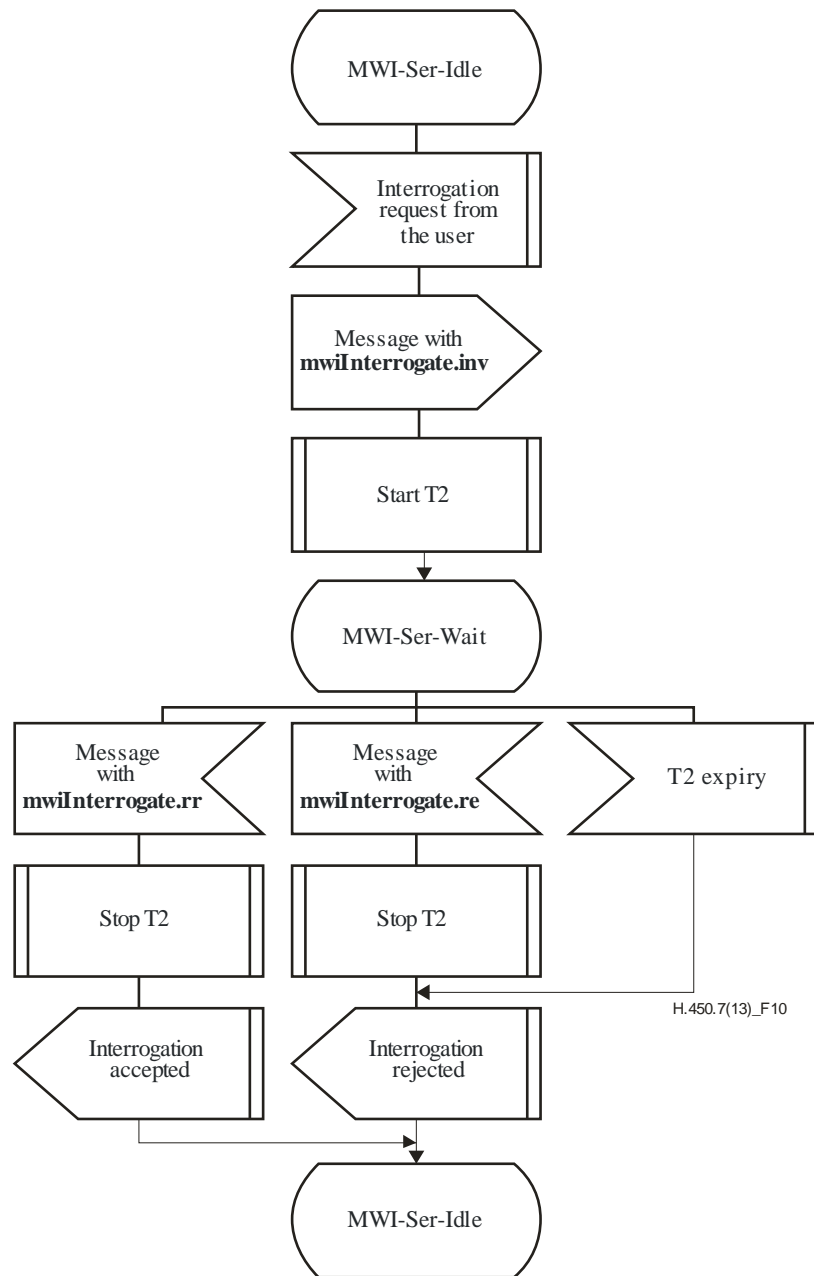 MWI-Ser-Idle
Interrogation
request from
the user
Message with
mwiInterrogate.inv
Start T2
MWI-Ser-Wait
Message
with
mwiInterrogate.rr
Message
with
mwiInterrogate.re
T2 expiry
Stop T2
Stop T2
H.450.7(13)_F10
Interrogation
accepted
Interrogation
rejected
MWI-Ser-Idle